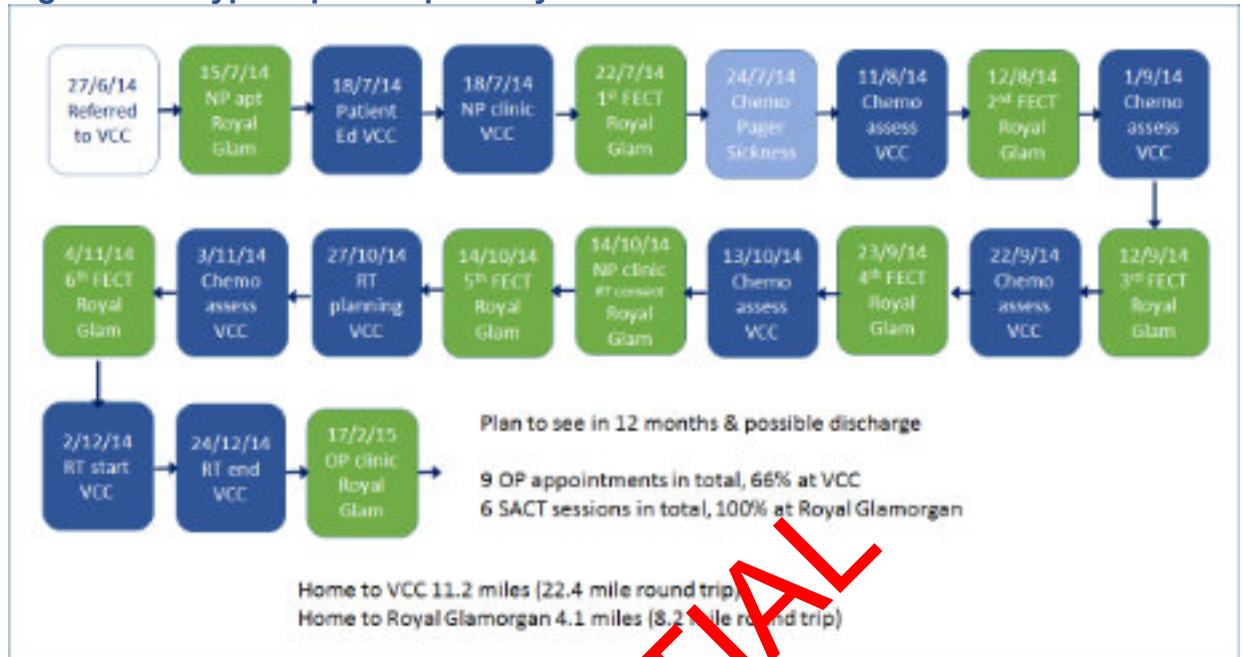 27/6/14
Referred
to VCC
15/7/14
NP apt
Royal
Glam
18/7/14
Patient
Ed VCC
18/7/14
NP clinic
VCC
22/7/14
1st FECT
Royal
Glam
24/7/14
Chemo
Pager
Sickness
11/8/14
Chemo
assess
VCC
12/8/14
2nd FECT
Royal
Glam
1/9/14
Chemo
assess
VCC
4/11/14
6th FECT
Royal
Glam
3/11/14
Chemo
assess
VCC
27/10/14
RT
planning
VCC
14/10/14
5th FECT
Royal
Glam
14/10/14
NP clinic
RT consent
Royal
Glam
13/10/14
Chemo
assess
VCC
23/9/14
4th FECT
Royal
Glam
22/9/14
Chemo
assess
VCC
12/9/14
3rd FECT
Royal
Glam
2/12/14
RT start
VCC
24/12/14
RT end
VCC
17/2/15
OP clinic
Royal
Glam
Plan to see in 12 months & possible discharge
9 OP appointments in total, 66% at VCC
6 SACT sessions in total, 100% at Royal Glamorgan
Home to VCC 11.2 miles (22.4 mile round trip)
Home to Royal Glamorgan 4.1 miles (8.2 mile round trip)
TIAL